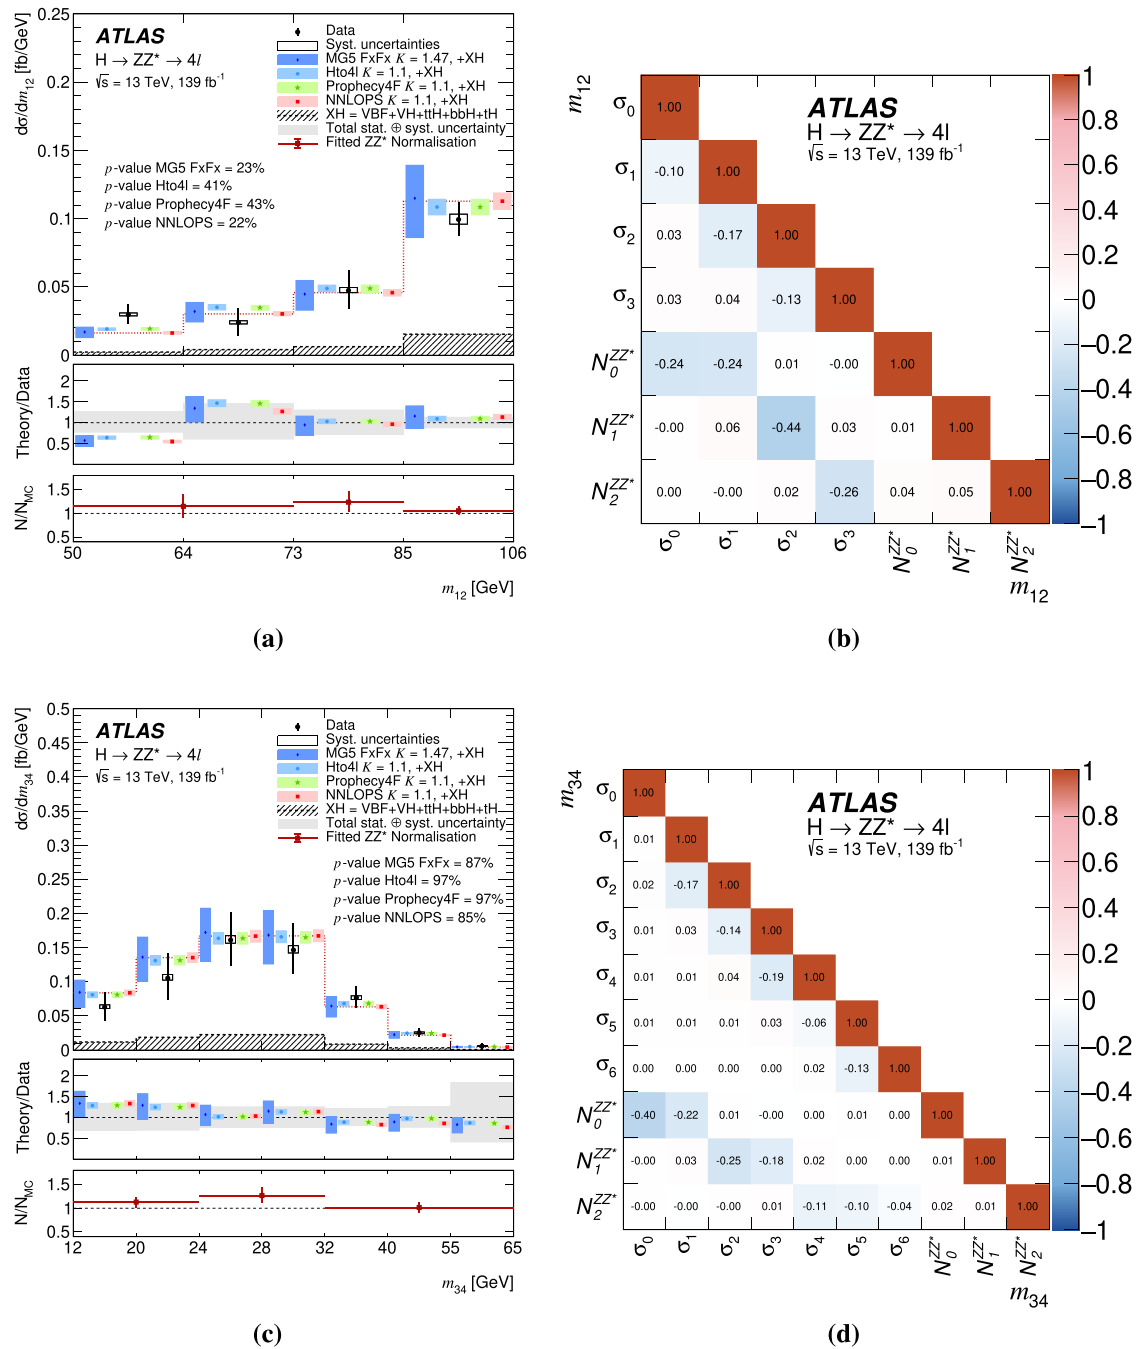 dσ/dm12 [fb/GeV]
0.25
0.2
0.15
0.1
0.05
0
ATLAS
H → ZZ* → 4l
√s = 13 TeV, 139 fb-1
Data
Syst. uncertainties
MG5 FxFx K = 1.47, +XH
Hto4l K = 1.1, +XH
Prophecy4F K = 1.1, +XH
NNLOPS K = 1.1, +XH
XH = VBF+VH+ttH+bbH+tH
Total stat. ⊕ syst. uncertainty
Fitted ZZ* Normalisation
p-value MG5 FxFx = 23%
p-value Hto4l = 41%
p-value Prophecy4F = 43%
p-value NNLOPS = 22%
Theory/Data
2
1.5
1
0.5
N/NMC
1.5
1
0.5
50 64 73 85 106
m12 [GeV]
(a)
m12
ATLAS
H → ZZ* → 4l
√s = 13 TeV, 139 fb-1
σ0 1.00
σ1 -0.10 1.00
σ2 0.03 -0.17 1.00
σ3 0.03 0.04 -0.13 1.00
N0ZZ* -0.24 -0.24 0.01 -0.00 1.00
N1ZZ* -0.00 0.06 -0.44 0.03 0.01 1.00
N2ZZ* 0.00 -0.00 0.02 -0.26 0.04 0.05 1.00
σ0 σ1 σ2 σ3 N0ZZ* N1ZZ* N2ZZ*
m12
1
0.8
0.6
0.4
0.2
0
−0.2
−0.4
−0.6
−0.8
−1
(b)
dσ/dm34 [fb/GeV]
0.5
0.45
0.4
0.35
0.3
0.25
0.2
0.15
0.1
0.05
0
ATLAS
H → ZZ* → 4l
√s = 13 TeV, 139 fb-1
Data
Syst. uncertainties
MG5 FxFx K = 1.47, +XH
Hto4l K = 1.1, +XH
Prophecy4F K = 1.1, +XH
NNLOPS K = 1.1, +XH
XH = VBF+VH+ttH+bbH+tH
Total stat. ⊕ syst. uncertainty
Fitted ZZ* Normalisation
p-value MG5 FxFx = 87%
p-value Hto4l = 97%
p-value Prophecy4F = 97%
p-value NNLOPS = 85%
Theory/Data
2
1.5
1
0.5
N/NMC
1.5
1
0.5
12 20 24 28 32 40 55 65
m34 [GeV]
(c)
m34
ATLAS
H → ZZ* → 4l
√s = 13 TeV, 139 fb-1
σ0 1.00
σ1 0.01 1.00
σ2 0.02 -0.17 1.00
σ3 0.01 0.03 -0.14 1.00
σ4 0.01 0.01 0.04 -0.19 1.00
σ5 0.01 0.01 0.01 0.03 -0.06 1.00
σ6 0.00 0.00 0.00 0.00 0.02 -0.13 1.00
N0ZZ* -0.40 -0.22 0.01 -0.00 0.00 0.01 0.00 1.00
N1ZZ* -0.00 0.03 -0.25 -0.18 0.02 0.00 0.00 0.01 1.00
N2ZZ* -0.00 0.00 -0.00 0.01 -0.11 -0.10 -0.04 0.02 0.01 1.00
σ0 σ1 σ2 σ3 σ4 σ5 σ6 N0ZZ* N1ZZ* N2ZZ*
m34
1
0.8
0.6
0.4
0.2
0
−0.2
−0.4
−0.6
−0.8
−1
(d)